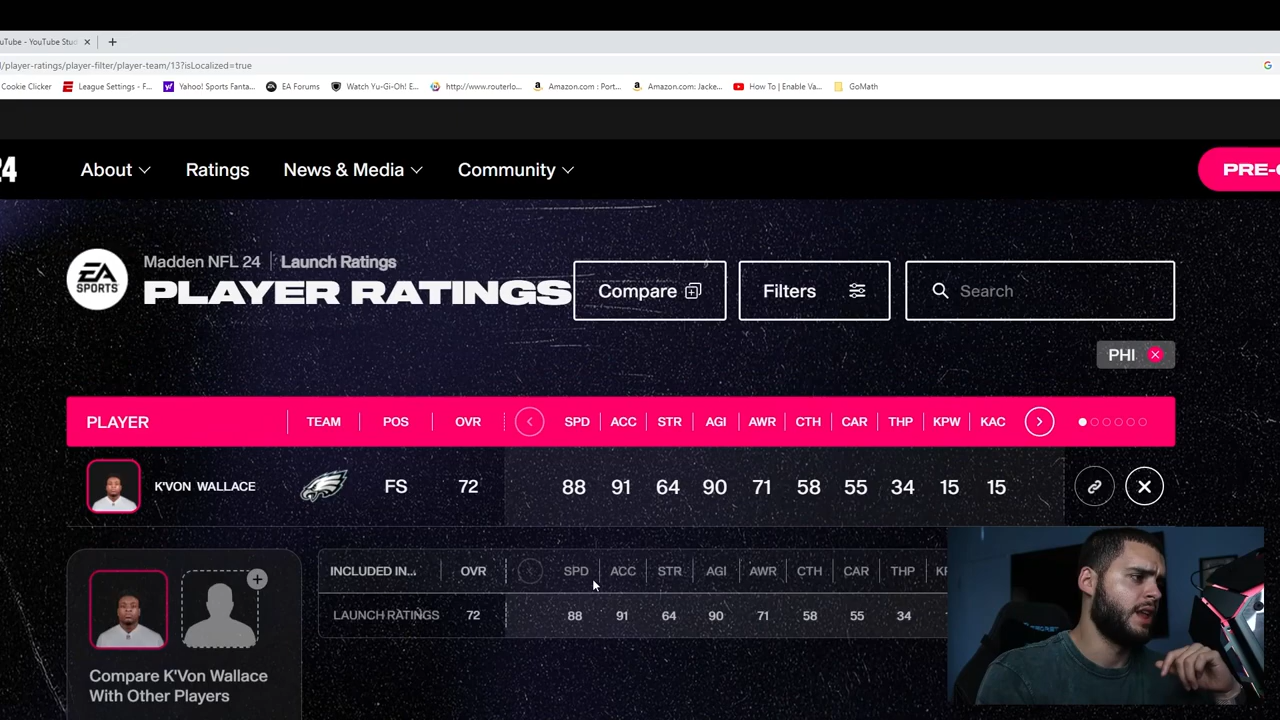 uTube - YouTube Stud
/player-ratings/player-filter/player-team/13?isLocalized=true
Cookie Clicker League Settings - F... Yahoo! Sports Fanta... EA Forums Watch Yu-Gi-Oh! E... http://www.routerlo... Amazon.com : Port... Amazon.com: Jacke... How To | Enable Va... GoMath
24 About Ratings News & Media Community PRE-
EA SPORTS
Madden NFL 24 | Launch Ratings
PLAYER RATINGS Compare Filters Search
PHI
PLAYER TEAM POS OVR SPD ACC STR AGI AWR CTH CAR THP KPW KAC
K'VON WALLACE FS 72 88 91 64 90 71 58 55 34 15 15
INCLUDED IN... OVR SPD ACC STR AGI AWR CTH CAR THP
LAUNCH RATINGS 72 88 91 64 90 71 58 55 34
Compare K'Von Wallace
With Other Players